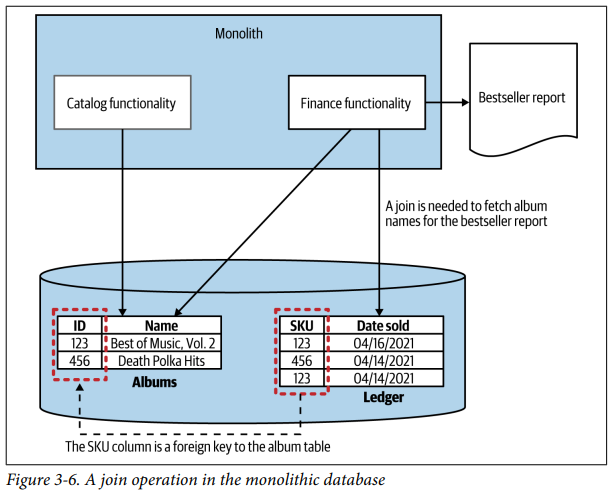 Monolith
Catalog functionality
Finance functionality
Bestseller report
A join is needed to fetch album
names for the bestseller report
ID Name
123 Best of Music, Vol. 2
456 Death Polka Hits
Albums
SKU Date sold
123 04/16/2021
456 04/14/2021
123 04/14/2021
Ledger
The SKU column is a foreign key to the album table
Figure 3-6. A join operation in the monolithic database